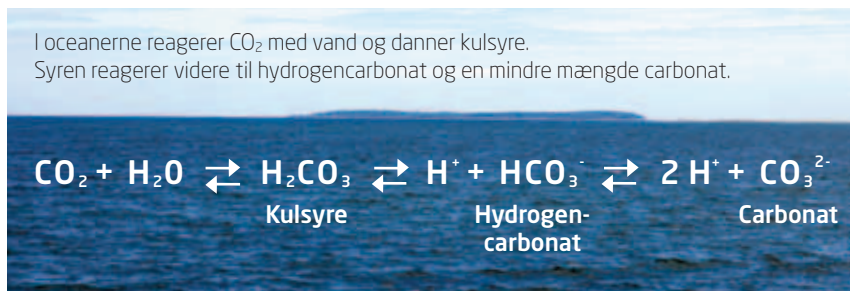 I oceanerne reagerer CO₂ med vand og danner kulsyre.
Syren reagerer videre til hydrogencarbonat og en mindre mængde carbonat.
CO₂ + H₂O ⇄ H₂CO₃ ⇄ H⁺ + HCO₃⁻ ⇄ 2 H⁺ + CO₃²⁻
Kulsyre Hydrogen- Carbonat
carbonat